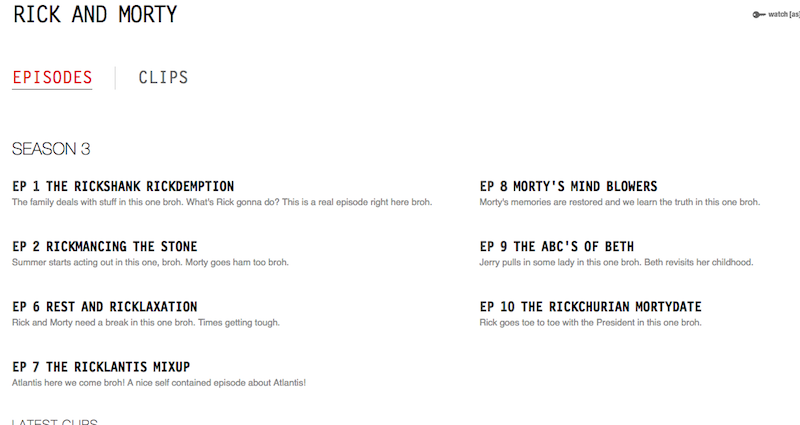 RICK AND MORTY
watch [as]
EPISODES
CLIPS
SEASON 3
EP 1 THE RICKSHANK RICKDEMPTION
The family deals with stuff in this one broh. What's Rick gonna do? This is a real episode right here broh.
EP 2 RICKMANCING THE STONE
Summer starts acting out in this one, broh. Morty goes ham too broh.
EP 6 REST AND RICKLAXATION
Rick and Morty need a break in this one broh. Times getting tough.
EP 7 THE RICKLANTIS MIXUP
Atlantis here we come broh! A nice self contained episode about Atlantis!
EP 8 MORTY'S MIND BLOWERS
Morty's memories are restored and we learn the truth in this one broh.
EP 9 THE ABC'S OF BETH
Jerry pulls in some lady in this one broh. Beth revisits her childhood.
EP 10 THE RICKCHURIAN MORTYDATE
Rick goes toe to toe with the President in this one broh.
LATEST CLIPS